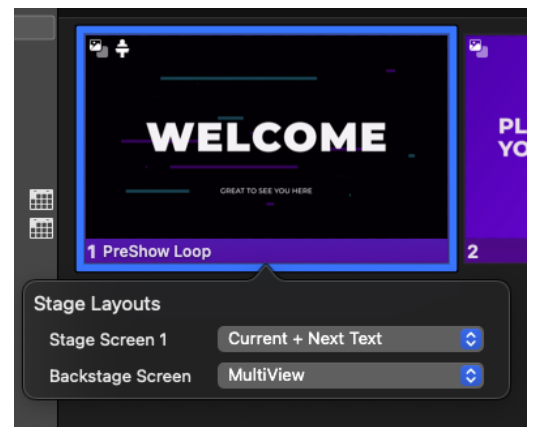 WELCOME
GREAT TO SEE YOU HERE
1 PreShow Loop
PL
YO
2
Stage Layouts
Stage Screen 1
Current + Next Text
Backstage Screen
MultiView